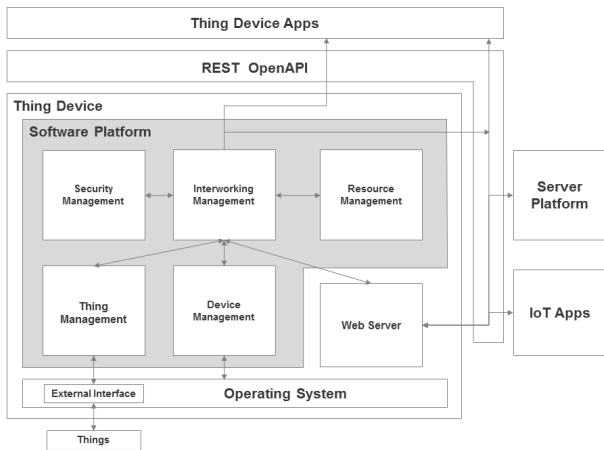 Thing Device Apps
REST OpenAPI
Thing Device
Software Platform
Security
Management
Interworking
Management
Resource
Management
Server
Platform
Thing
Management
Device
Management
Web Server
IoT Apps
External Interface
Operating System
Things